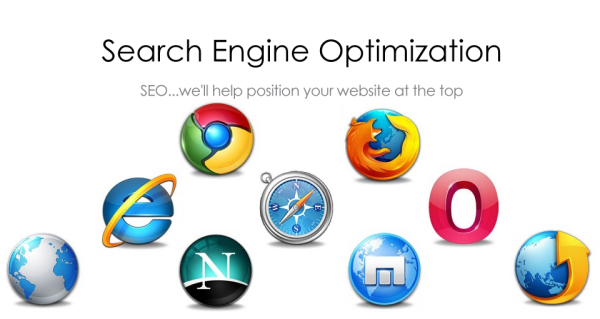 Search Engine Optimization
SEO...we'll help position your website at the top
e
O
N
m